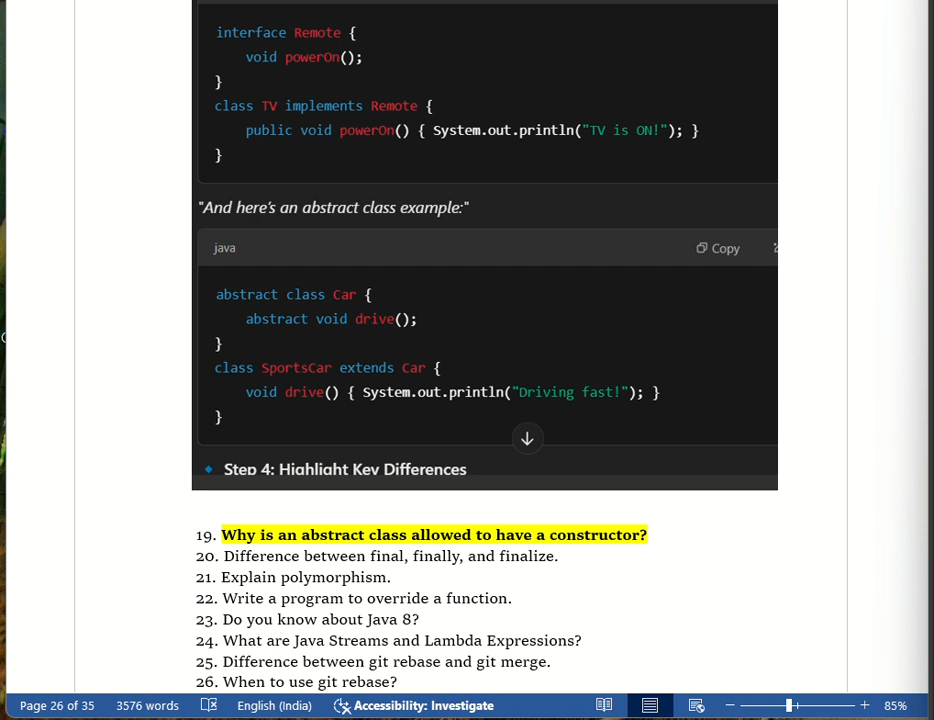 interface Remote {
void powerOn();
}
class TV implements Remote {
public void powerOn() { System.out.println("TV is ON!"); }
}
"And here's an abstract class example:"
java
Copy
abstract class Car {
abstract void drive();
}
class SportsCar extends Car {
void drive() { System.out.println("Driving fast!"); }
}
Step 4: Highlight Key Differences
19. Why is an abstract class allowed to have a constructor?
20. Difference between final, finally, and finalize.
21. Explain polymorphism.
22. Write a program to override a function.
23. Do you know about Java 8?
24. What are Java Streams and Lambda Expressions?
25. Difference between git rebase and git merge.
26. When to use git rebase?
Page 26 of 35 3576 words English (India) Accessibility: Investigate 85%